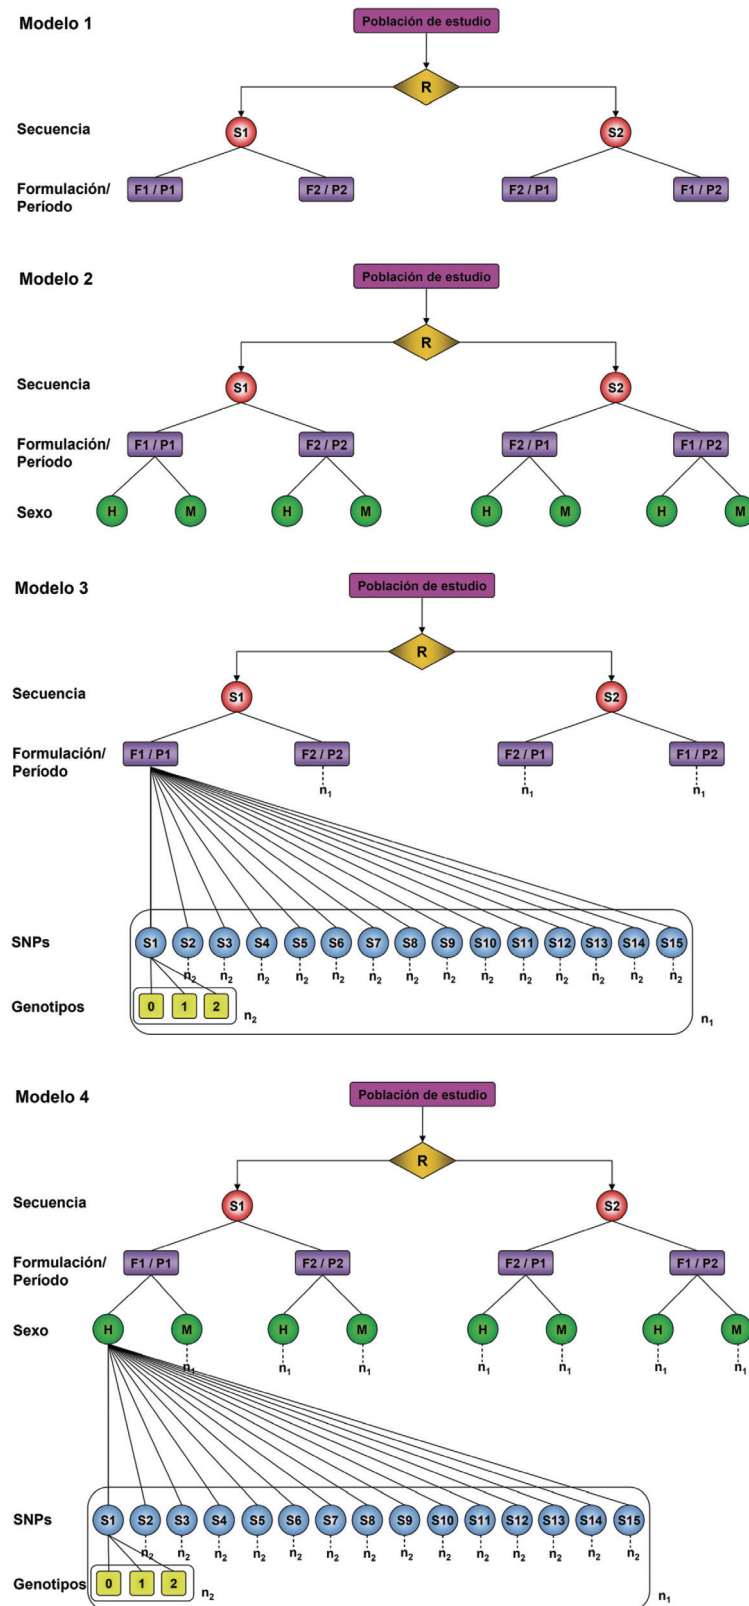 Modelo 1
Población de estudio
R
Secuencia
S1
S2
Formulación/
Período
F1 / P1
F2 / P2
F2 / P1
F1 / P2
Modelo 2
Población de estudio
R
Secuencia
S1
S2
Formulación/
Período
F1 / P1
F2 / P2
F2 / P1
F1 / P2
Sexo
H
M
H
M
H
M
H
M
Modelo 3
Población de estudio
R
Secuencia
S1
S2
Formulación/
Período
F1 / P1
F2 / P2
F2 / P1
F1 / P2
n1
n1
n1
SNPs
S1 S2 S3 S4 S5 S6 S7 S8 S9 S10 S11 S12 S13 S14 S15
n2 n2 n2 n2 n2 n2 n2 n2 n2 n2 n2 n2 n2 n2
Genotipos
0 1 2
n2
n1
Modelo 4
Población de estudio
R
Secuencia
S1
S2
Formulación/
Período
F1 / P1
F2 / P2
F2 / P1
F1 / P2
Sexo
H
M
H
M
H
M
H
M
n1 n1 n1 n1 n1 n1 n1
SNPs
S1 S2 S3 S4 S5 S6 S7 S8 S9 S10 S11 S12 S13 S14 S15
n2 n2 n2 n2 n2 n2 n2 n2 n2 n2 n2 n2 n2 n2
Genotipos
0 1 2
n2
n1